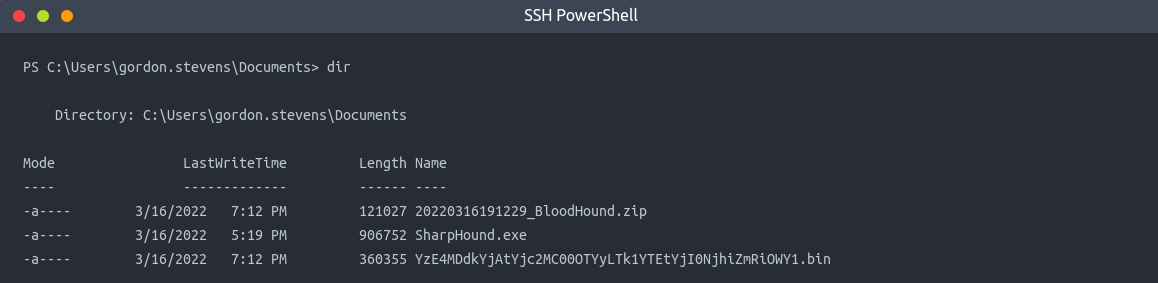 SSH PowerShell
PS C:\Users\gordon.stevens\Documents> dir
Directory: C:\Users\gordon.stevens\Documents
Mode                LastWriteTime         Length Name
----                -------------         ------ ----
-a----        3/16/2022   7:12 PM         121027 20220316191229_BloodHound.zip
-a----        3/16/2022   5:19 PM         906752 SharpHound.exe
-a----        3/16/2022   7:12 PM         360355 YzE4MDdkYjAtYjc2MC00OTYyLTk1YTEtYjI0NjhiZmRiOWY1.bin